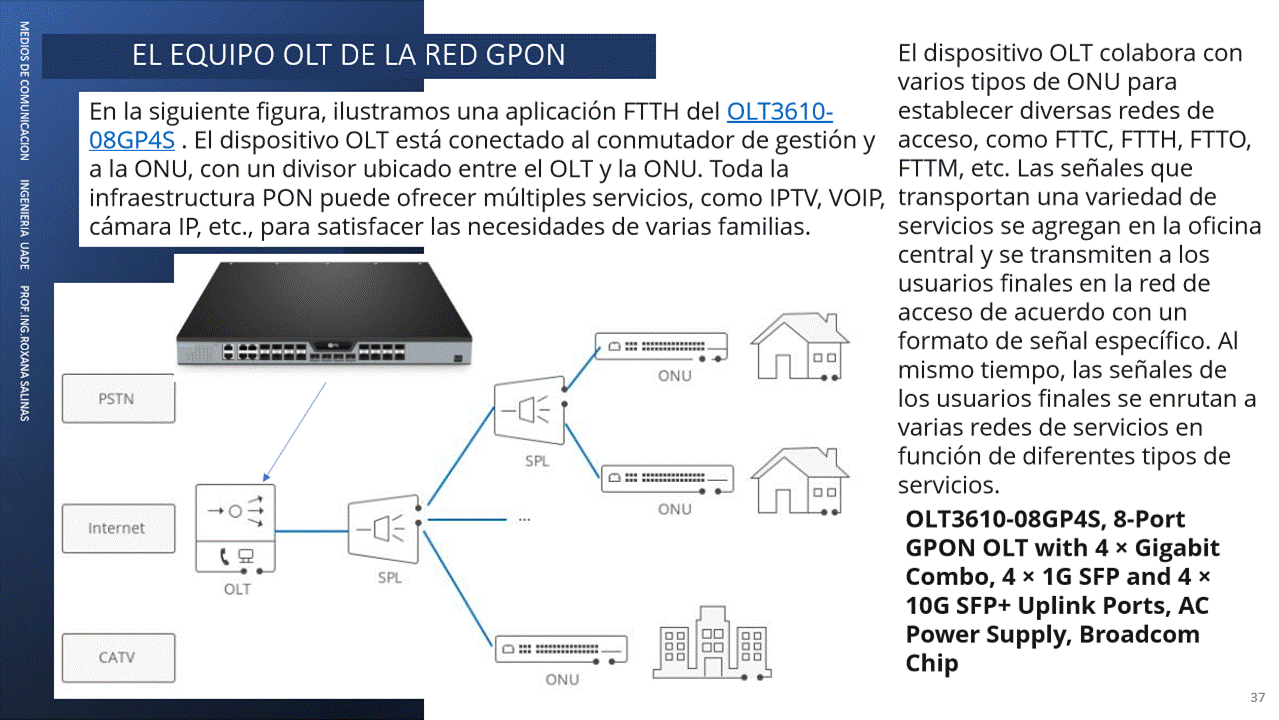 MEDIOS DE COMUNICACION INGENIERIA UADE PROF.ING.ROXANA SALINAS
EL EQUIPO OLT DE LA RED GPON
En la siguiente figura, ilustramos una aplicación FTTH del OLT3610-
08GP4S . El dispositivo OLT está conectado al conmutador de gestión y
a la ONU, con un divisor ubicado entre el OLT y la ONU. Toda la
infraestructura PON puede ofrecer múltiples servicios, como IPTV, VOIP,
cámara IP, etc., para satisfacer las necesidades de varias familias.
PSTN
Internet
CATV
OLT
SPL
SPL
...
ONU
ONU
ONU
El dispositivo OLT colabora con
varios tipos de ONU para
establecer diversas redes de
acceso, como FTTC, FTTH, FTTO,
FTTM, etc. Las señales que
transportan una variedad de
servicios se agregan en la oficina
central y se transmiten a los
usuarios finales en la red de
acceso de acuerdo con un
formato de señal específico. Al
mismo tiempo, las señales de
los usuarios finales se enrutan a
varias redes de servicios en
función de diferentes tipos de
servicios.
OLT3610-08GP4S, 8-Port
GPON OLT with 4 × Gigabit
Combo, 4 × 1G SFP and 4 ×
10G SFP+ Uplink Ports, AC
Power Supply, Broadcom
Chip
37